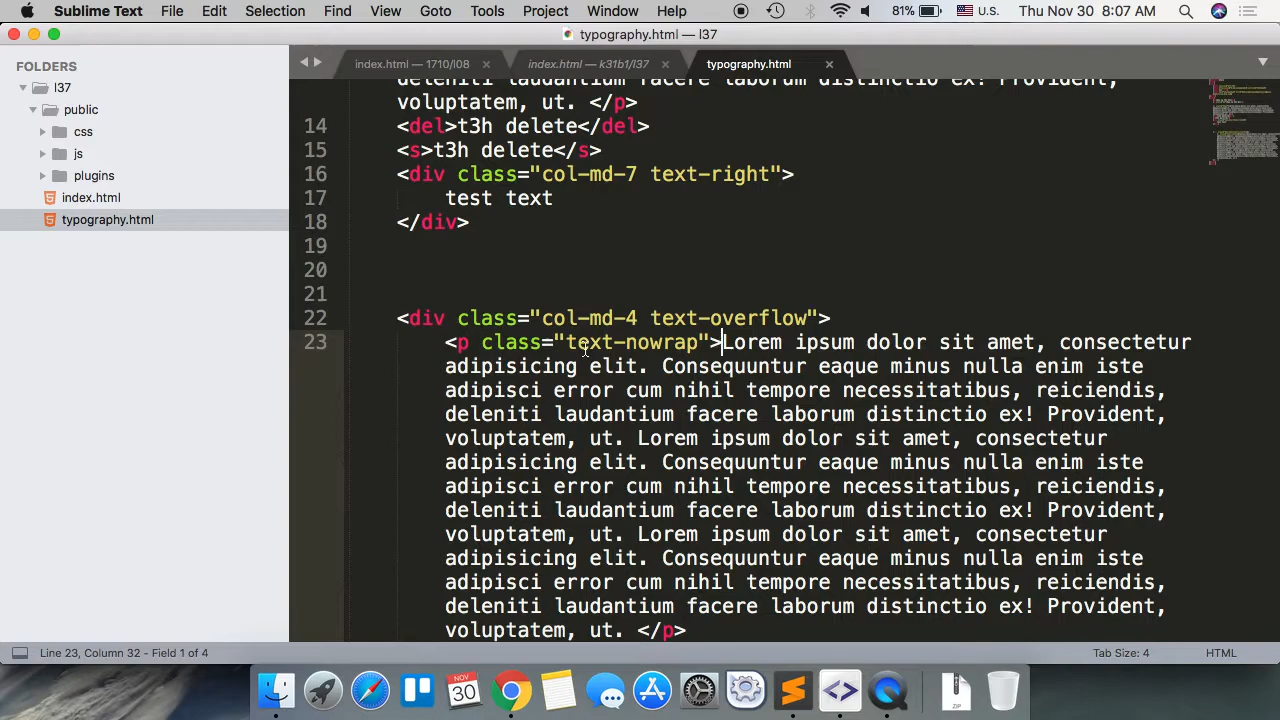 Sublime Text File Edit Selection Find View Goto Tools Project Window Help 81% U.S. Thu Nov 30 8:07 AM
typography.html — l37
FOLDERS
l37
public
css
js
plugins
index.html
typography.html
index.html — 1710/l08 × index.html — k31b1/l37 × typography.html ×
deleniti laudantium facere laborum distinctio ex! Provident,
voluptatem, ut. </p>
14 <del>t3h delete</del>
15 <s>t3h delete</s>
16 <div class="col-md-7 text-right">
17 test text
18 </div>
19
20
21
22 <div class="col-md-4 text-overflow">
23 <p class="text-nowrap">Lorem ipsum dolor sit amet, consectetur
adipisicing elit. Consequuntur eaque minus nulla enim iste
adipisci error cum nihil tempore necessitatibus, reiciendis,
deleniti laudantium facere laborum distinctio ex! Provident,
voluptatem, ut. Lorem ipsum dolor sit amet, consectetur
adipisicing elit. Consequuntur eaque minus nulla enim iste
adipisci error cum nihil tempore necessitatibus, reiciendis,
deleniti laudantium facere laborum distinctio ex! Provident,
voluptatem, ut. Lorem ipsum dolor sit amet, consectetur
adipisicing elit. Consequuntur eaque minus nulla enim iste
adipisci error cum nihil tempore necessitatibus, reiciendis,
deleniti laudantium facere laborum distinctio ex! Provident,
voluptatem, ut. </p>
Line 23, Column 32 - Field 1 of 4 Tab Size: 4 HTML
NOV
30
ZIP